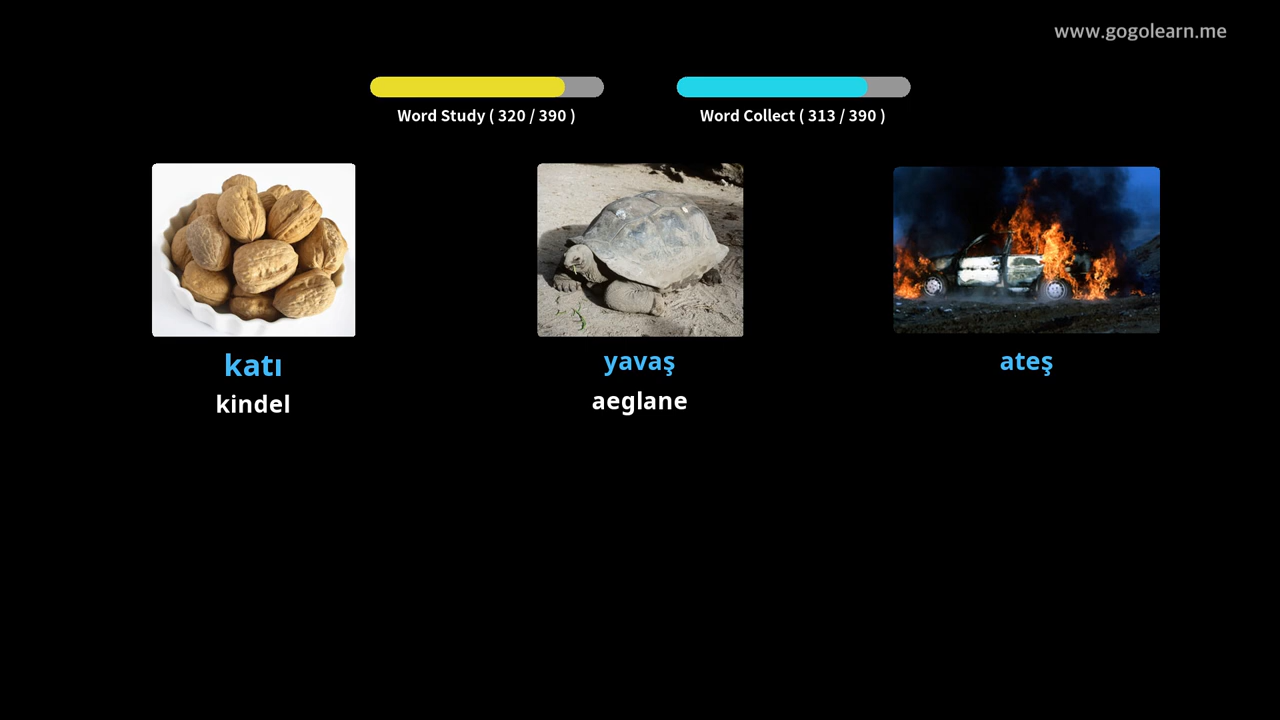 www.gogolearn.me
Word Study ( 320 / 390 )
Word Collect ( 313 / 390 )
katı
kindel
yavaş
aeglane
ateş